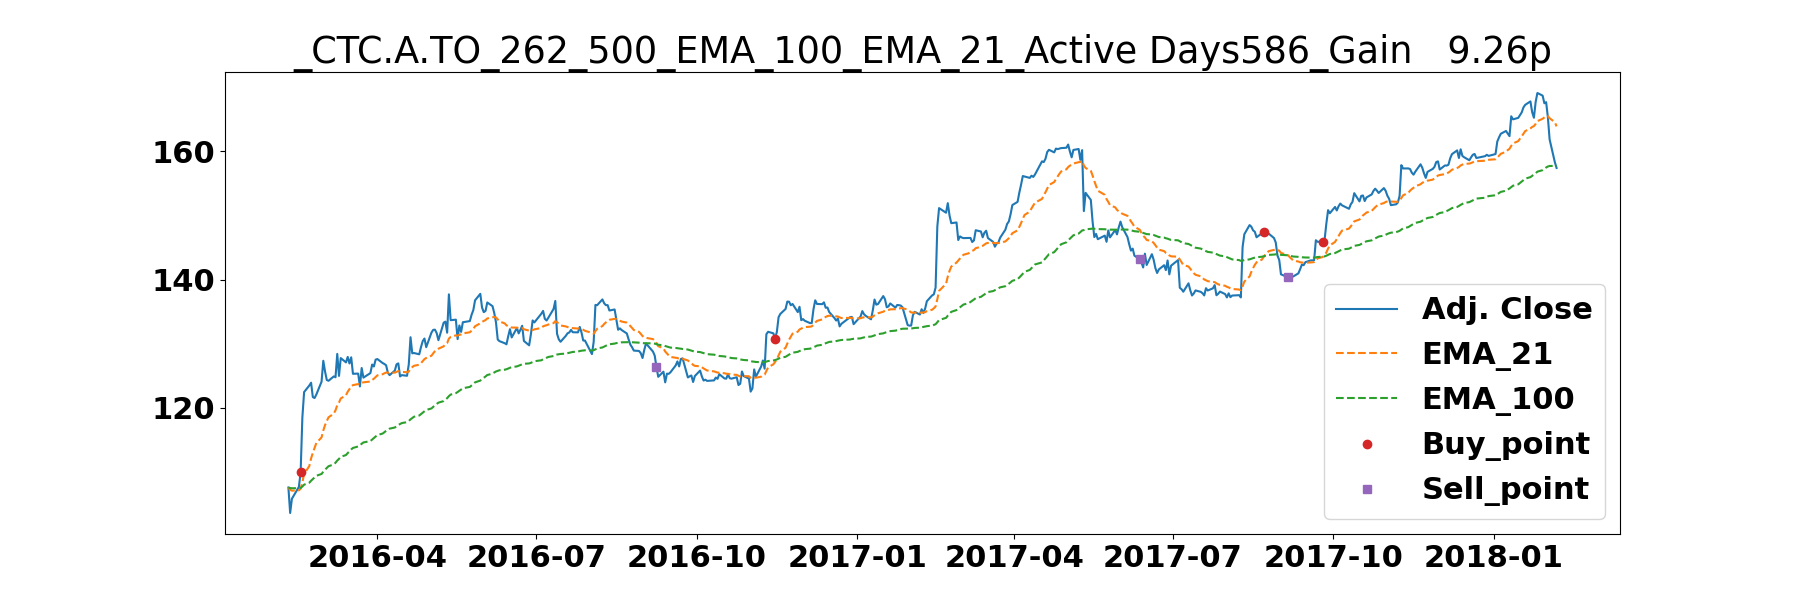 _CTC.A.TO_262_500_EMA_100_EMA_21_Active Days586_Gain   9.26p
160
140
120
2016-04 2016-07 2016-10 2017-01 2017-04 2017-07 2017-10 2018-01
Adj. Close
EMA_21
EMA_100
Buy_point
Sell_point